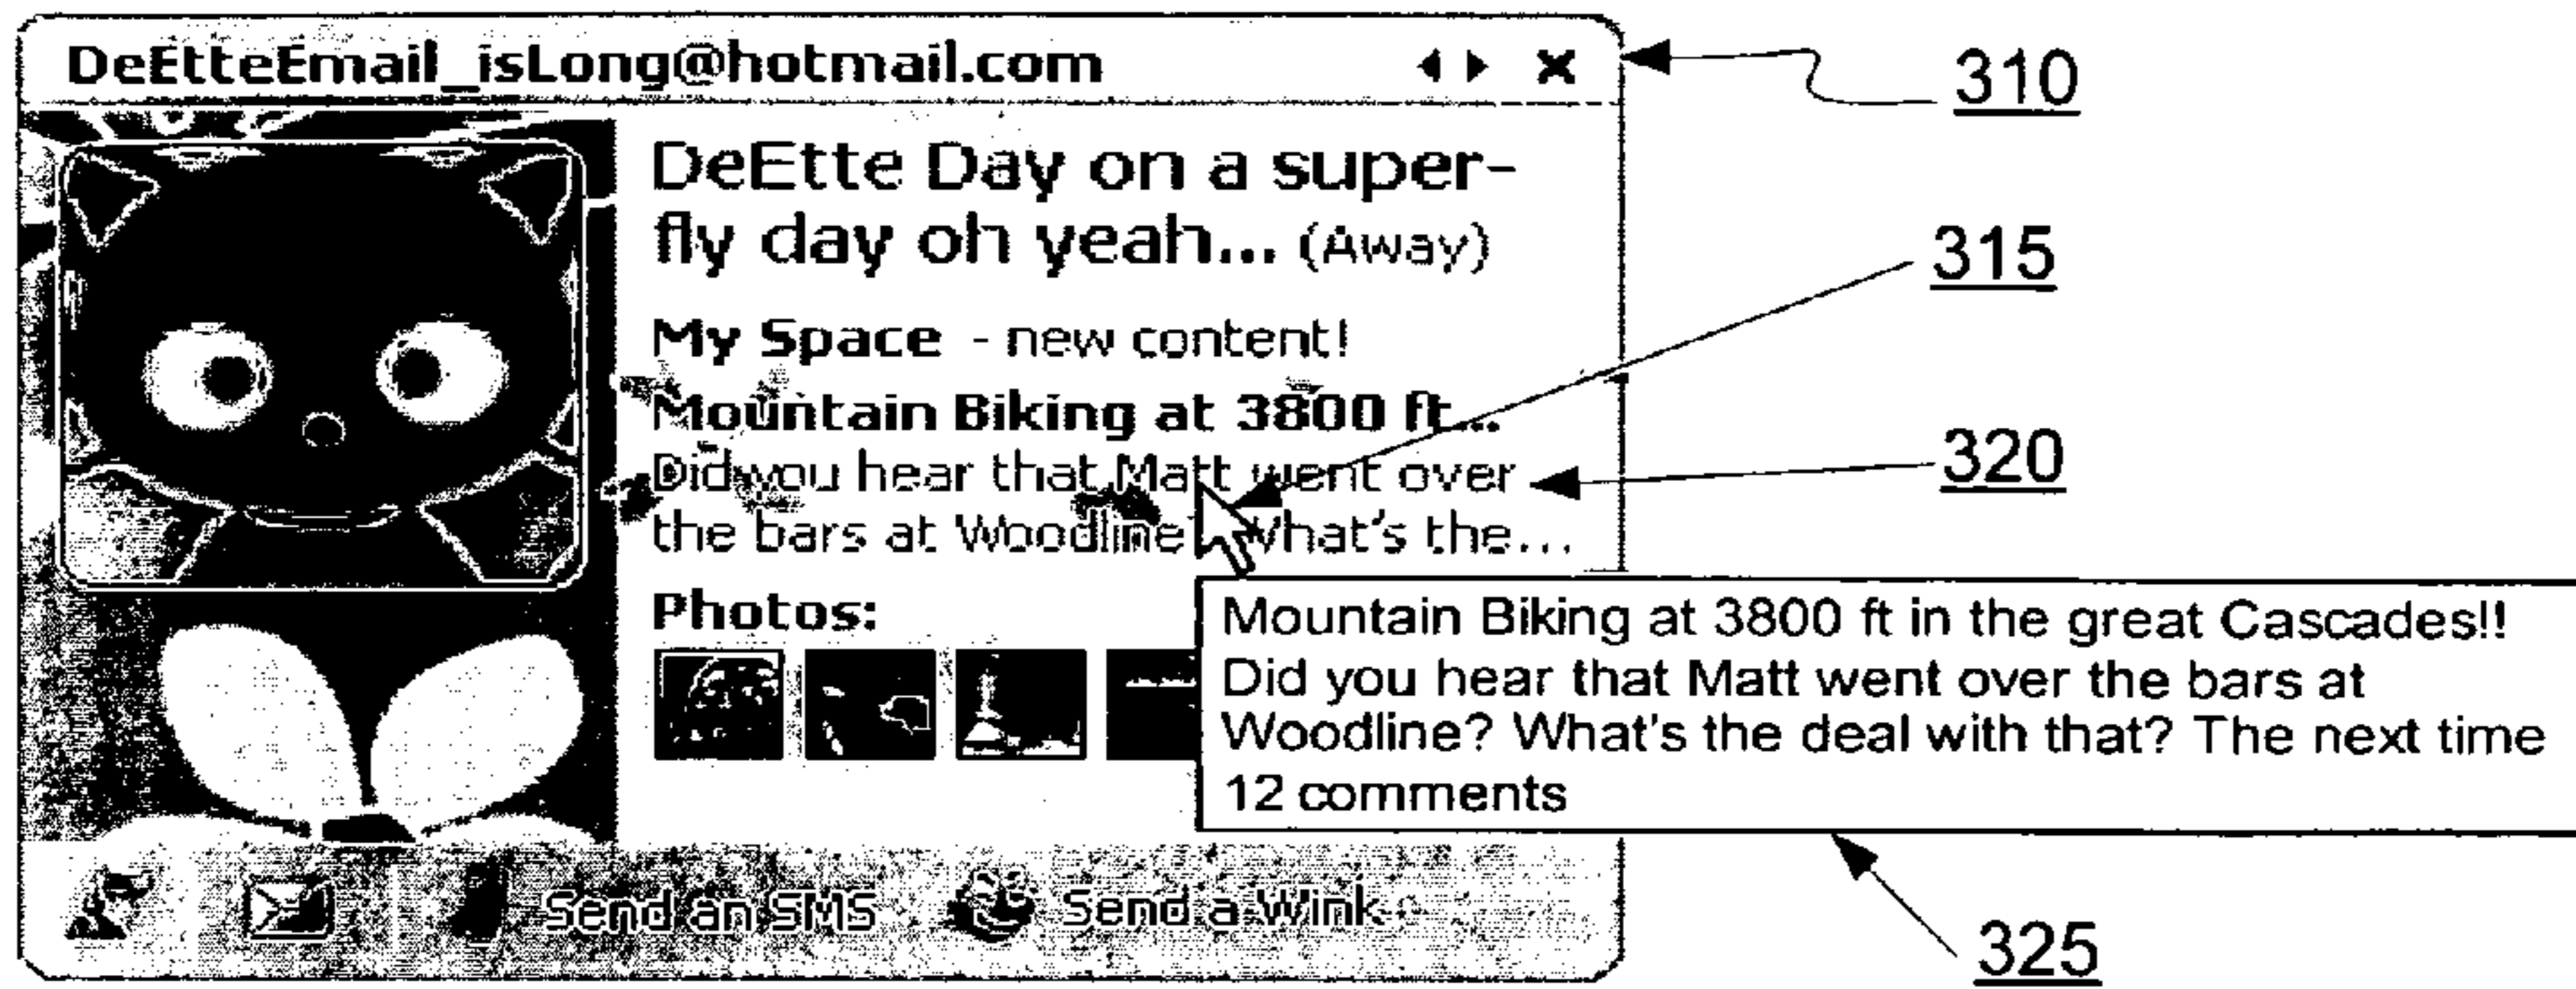 DeEtteEmail_isLong@hotmail.com
310
DeEtte Day on a super-
fly day oh yeah... (Away)
315
My Space - new content!
Mountain Biking at 3800 ft...
Did you hear that Matt went over
320
the bars at Woodline What's the...
Photos:
Mountain Biking at 3800 ft in the great Cascades!!
Did you hear that Matt went over the bars at
Woodline? What's the deal with that? The next time
12 comments
Send an SMS
Send a Wink
325